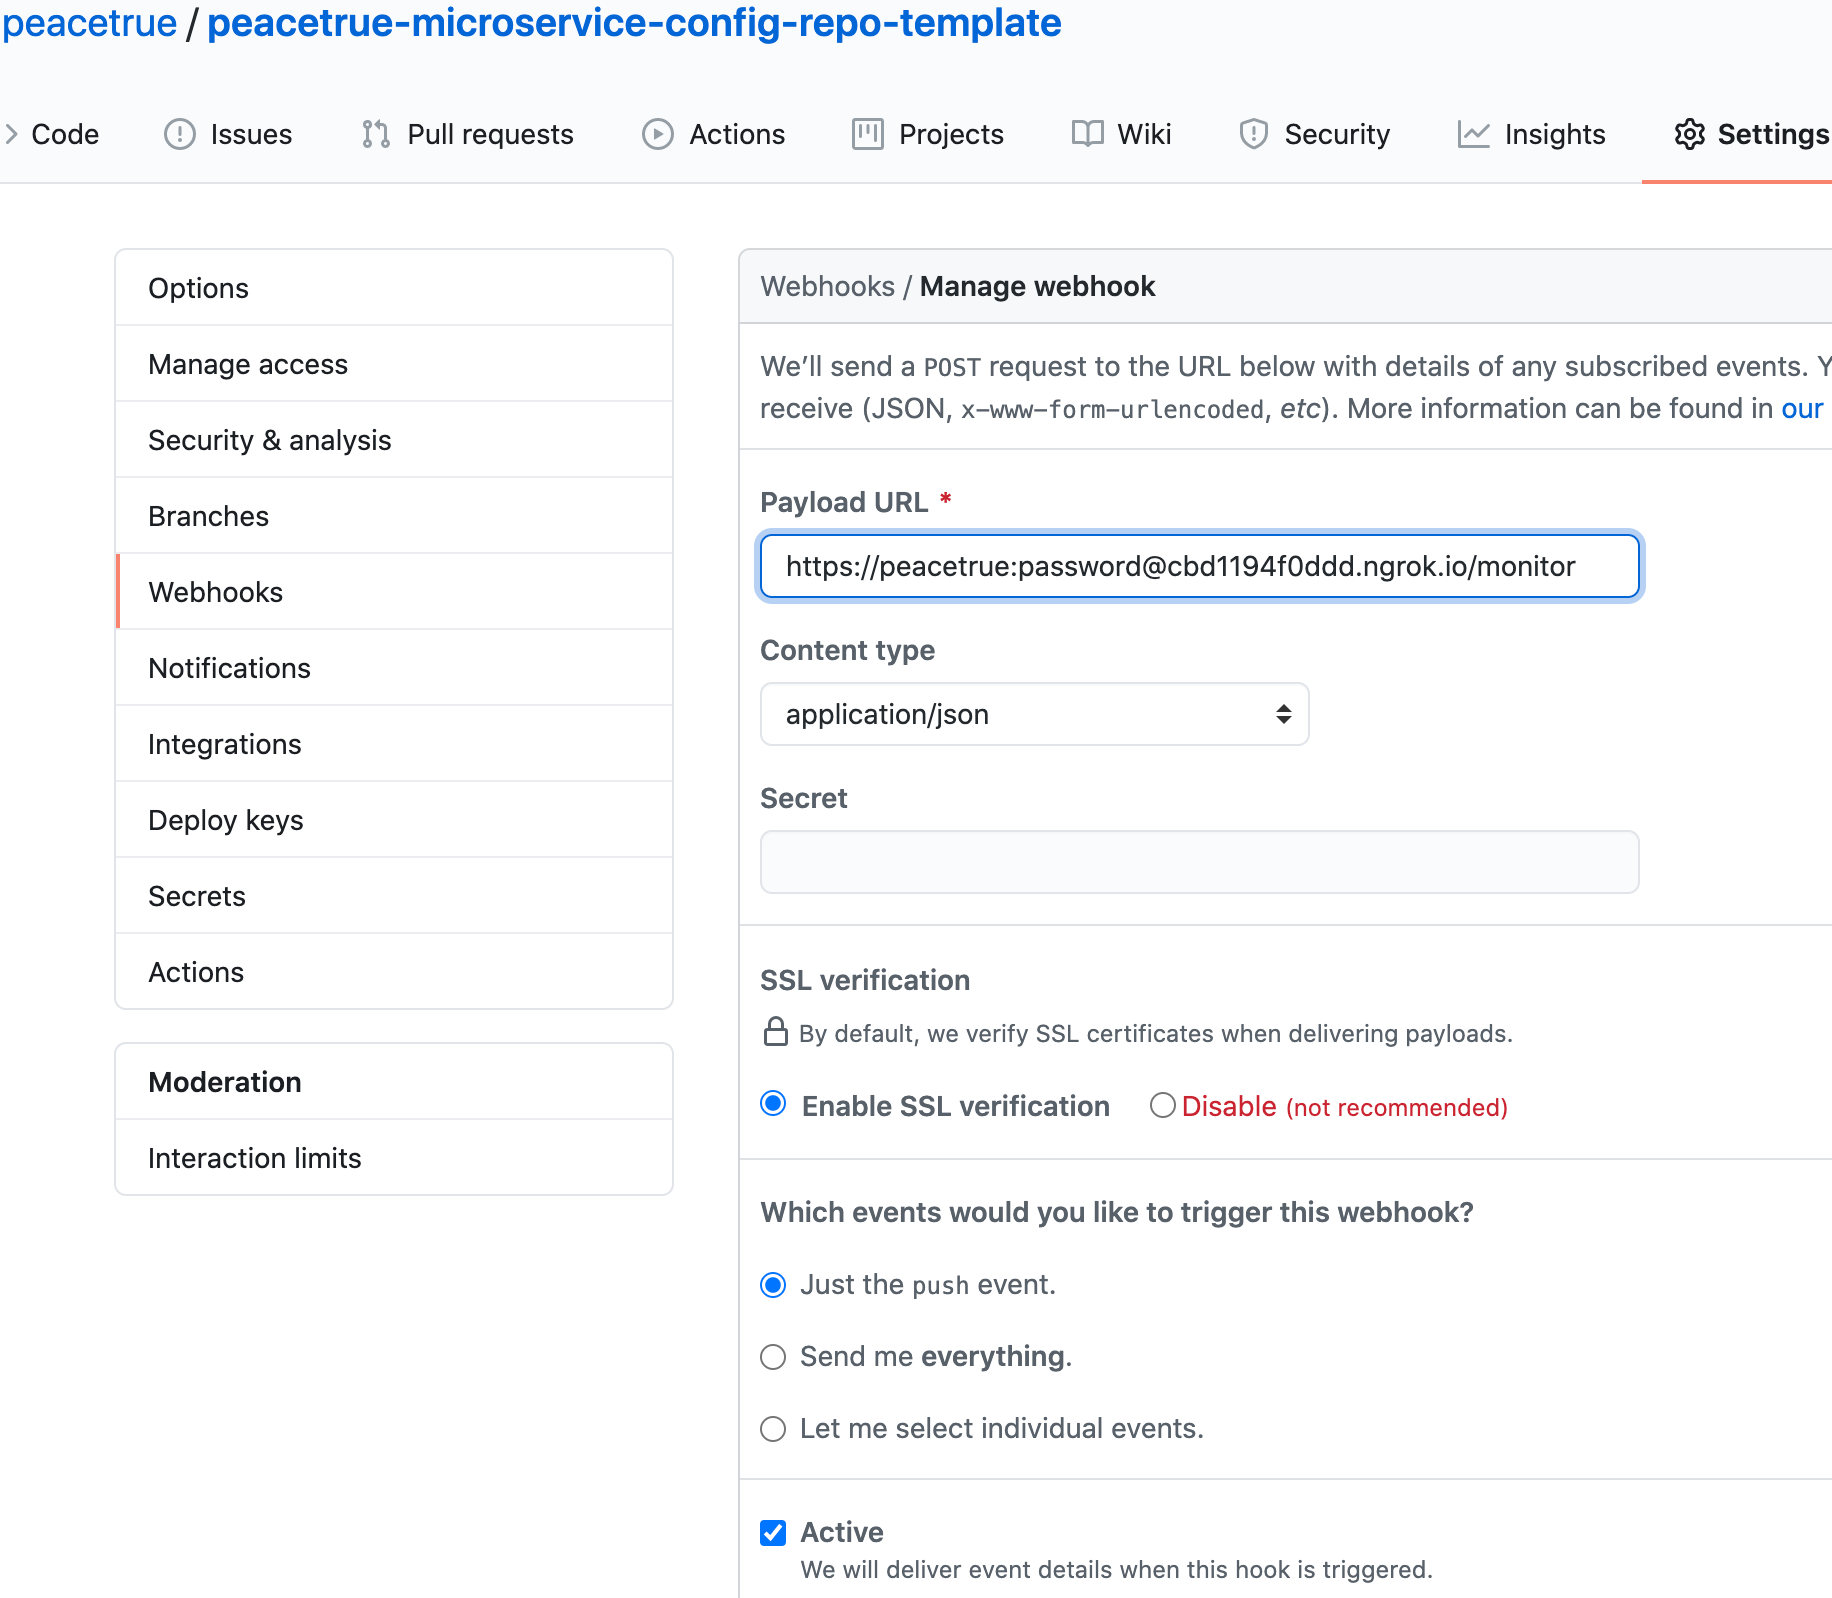 peacetrue / peacetrue-microservice-config-repo-template
Code Issues Pull requests Actions Projects Wiki Security Insights Settings
Options
Manage access
Security & analysis
Branches
Webhooks
Notifications
Integrations
Deploy keys
Secrets
Actions
Moderation
Interaction limits
Webhooks / Manage webhook
We’ll send a POST request to the URL below with details of any subscribed events. Y
receive (JSON, x-www-form-urlencoded, etc). More information can be found in our
Payload URL *
https://peacetrue:password@cbd1194f0ddd.ngrok.io/monitor
Content type
application/json
Secret
SSL verification
By default, we verify SSL certificates when delivering payloads.
Enable SSL verification Disable (not recommended)
Which events would you like to trigger this webhook?
Just the push event.
Send me everything.
Let me select individual events.
Active
We will deliver event details when this hook is triggered.